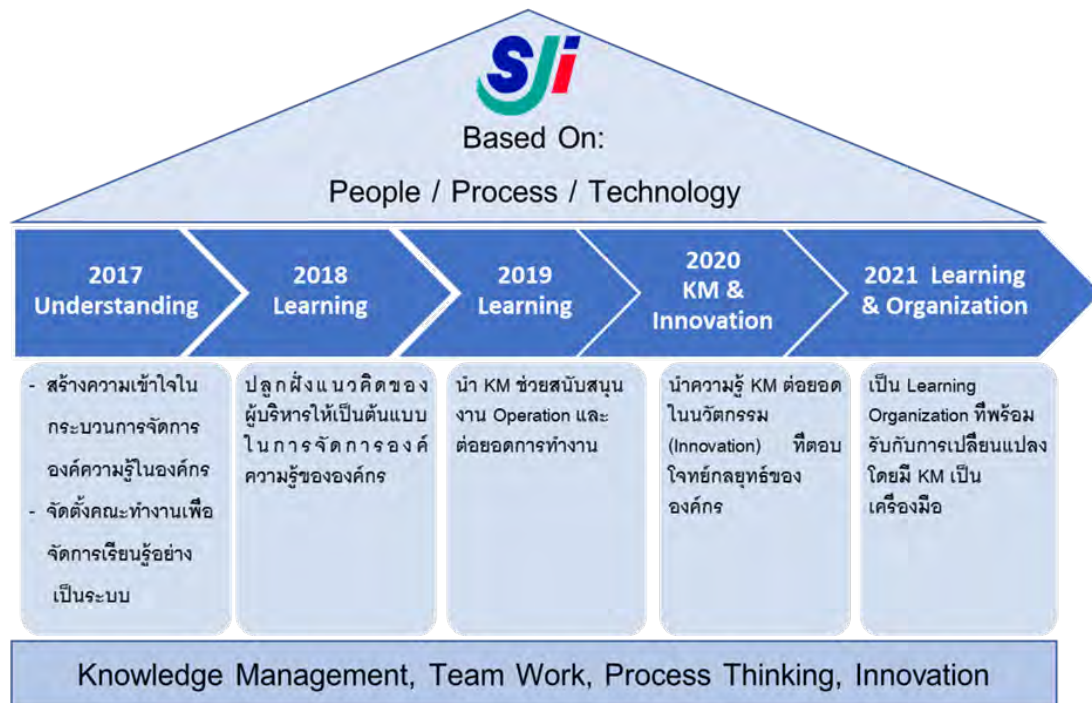 SJi
Based On:
People / Process / Technology
2017
Understanding
2018
Learning
2019
Learning
2020
KM &
Innovation
2021 Learning
& Organization
- สร้างความเข้าใจใน
กระบวนการจัดการ
องค์ความรู้ในองค์กร
- จัดตั้งคณะทำงานเพื่อ
จัดการเรียนรู้อย่าง
เป็นระบบ
ปลูกฝังแนวคิดของ
ผู้บริหารให้เป็นต้นแบบ
ในการจัดการองค์
ความรู้ขององค์กร
นำ KM ช่วยสนับสนุน
งาน Operation และ
ต่อยอดการทำงาน
นำความรู้ KM ต่อยอด
ในนวัตกรรม
(Innovation) ที่ตอบ
โจทย์กลยุทธ์ของ
องค์กร
เป็น Learning
Organization ที่พร้อม
รับกับการเปลี่ยนแปลง
โดยมี KM เป็น
เครื่องมือ
Knowledge Management, Team Work, Process Thinking, Innovation